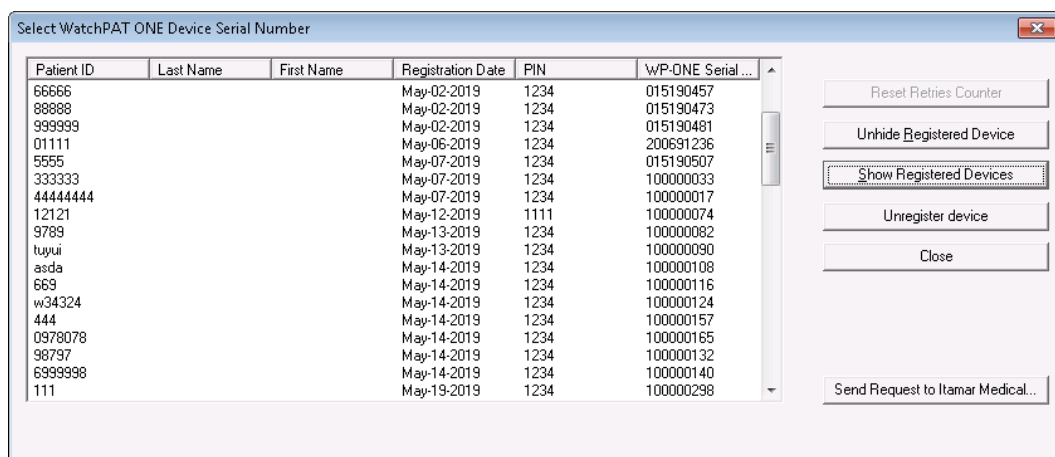 Select WatchPAT ONE Device Serial Number
Patient ID Last Name First Name Registration Date PIN WP-ONE Serial ...
66666 May-02-2019 1234 015190457
88888 May-02-2019 1234 015190473
999999 May-02-2019 1234 015190481
01111 May-06-2019 1234 200691236
5555 May-07-2019 1234 015190507
333333 May-07-2019 1234 100000033
44444444 May-07-2019 1234 100000017
12121 May-12-2019 1111 100000074
9789 May-13-2019 1234 100000082
tuyui May-13-2019 1234 100000090
asda May-14-2019 1234 100000108
669 May-14-2019 1234 100000116
w34324 May-14-2019 1234 100000124
444 May-14-2019 1234 100000157
0978078 May-14-2019 1234 100000165
98797 May-14-2019 1234 100000132
6999998 May-14-2019 1234 100000140
111 May-19-2019 1234 100000298
Reset Retries Counter
Unhide Registered Device
Show Registered Devices
Unregister device
Close
Send Request to Itamar Medical...